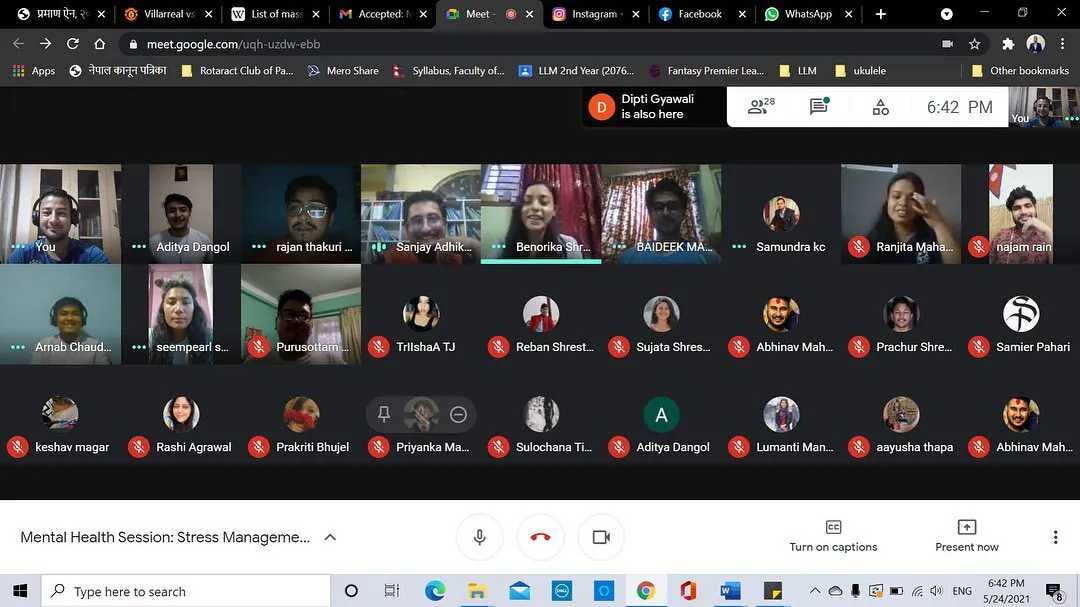 प्रमाण ऐन, २०
Villarreal vs
List of mass
Accepted: M
Meet -
Instagram
Facebook
WhatsApp
meet.google.com/uqh-uzdw-ebb
Apps
नेपाल कानून पत्रिका
Rotaract Club of Pa...
Mero Share
Syllabus, Faculty of...
LLM 2nd Year (2076...
Fantasy Premier Lea...
LLM
ukulele
Other bookmarks
D
Dipti Gyawali
is also here
28
6:42 PM
You
You
Aditya Dangol
rajan thakuri ...
Sanjay Adhik...
Benorika Shr...
BAIDEEK MA...
Samundra kc
Ranjita Maha...
najam rain
Arnab Chaud...
seempearl s...
Purusottam ...
TrIIshaA TJ
Reban Shrest...
Sujata Shres...
Abhinav Mah...
Prachur Shre...
Samier Pahari
keshav magar
Rashi Agrawal
Prakriti Bhujel
Priyanka Ma...
Sulochana Ti...
A
Aditya Dangol
Lumanti Man...
aayusha thapa
Abhinav Mah...
Mental Health Session: Stress Manageme...
CC
Turn on captions
Present now
Type here to search
DELL
W
ENG
6:42 PM
5/24/2021
8